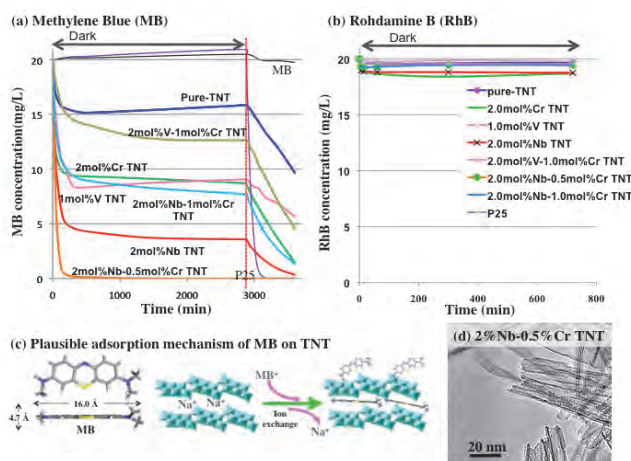 (a) Methylene Blue (MB)
Dark
MB
Pure-TNT
2mol%V-1mol%Cr TNT
2mol%Cr TNT
1mol%V TNT
2mol%Nb-1mol%Cr
TNT
2mol%Nb TNT
2mol%Nb-0.5mol%Cr TNT
P25
MB concentration(mg/L)
20
15
10
5
0
0 1000 2000 3000
Time (min)
(b) Rohdamine B (RhB)
Dark
pure-TNT
2.0mol%Cr TNT
1.0mol%V TNT
2.0mol%Nb TNT
2.0mol%V-1.0mol%Cr TNT
2.0mol%Nb-0.5mol%Cr TNT
2.0mol%Nb-1.0mol%Cr TNT
P25
RhB concentration(mg/L)
20
15
10
5
0
0 200 400 600 800
Time (min)
(c) Plausible adsorption mechanism of MB on TNT
16.0 Å
4.7 Å
MB
Na⁺
Na⁺
MB⁺
Ion
exchange
Na⁺
(d) 2%Nb-0.5%Cr TNT
20 nm